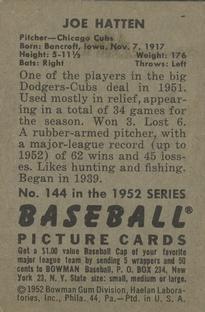 JOE HATTEN
Pitcher—Chicago Cubs
Born: Bancroft, Iowa, Nov. 7, 1917
Height: 5-11½ Weight: 176
Bats: Right Throws: Left
One of the players in the big
Dodgers-Cubs deal in 1951.
Used mostly in relief, appear-
ing in a total of 34 games for
the season. Won 3. Lost 6.
A rubber-armed pitcher, with
a major-league record (up to
1952) of 62 wins and 45 loss-
es. Likes hunting and fishing.
Began in 1939.
No. 144 in the 1952 SERIES
BASEBALL®
PICTURE CARDS
Get a $1.00 value Baseball Cap of your favorite
major league team by sending 5 wrappers and 50
cents to BOWMAN Baseball, P. O. BOX 234, New York
23, N. Y. State size: small, medium or large.
©1952 Bowman Gum Division, Haelan Labora-
tories, Inc., Phila. 44, Pa.—Ptd. in U. S. A.